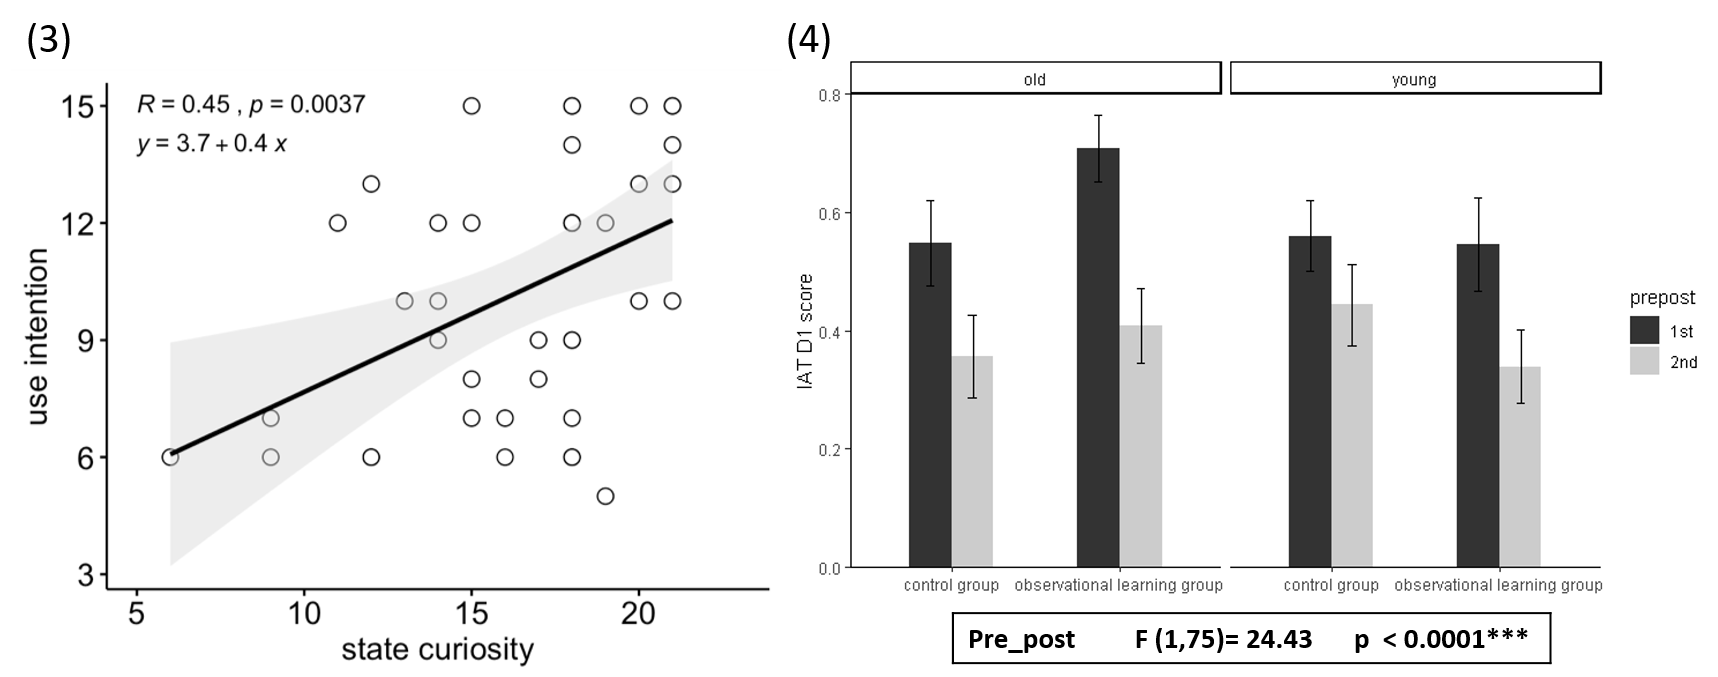 (3)
R = 0.45 , p = 0.0037
y = 3.7 + 0.4 x
15
12
9
6
3
use intention
5 10 15 20
state curiosity
(4)
old young
0.8
0.6
0.4
0.2
0.0
IAT D1 score
control group observational learning group control group observational learning group
prepost
1st
2nd
Pre_post F (1,75)= 24.43 p < 0.0001***